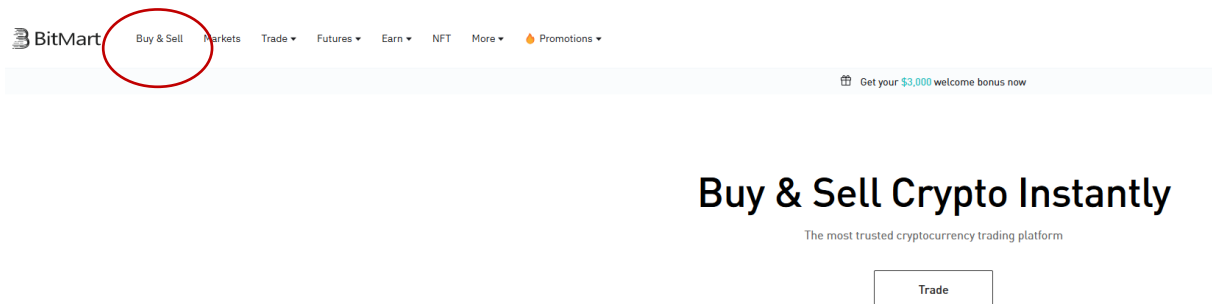 BitMart Buy & Sell Markets Trade Futures Earn NFT More Promotions
Get your $3,000 welcome bonus now
Buy & Sell Crypto Instantly
The most trusted cryptocurrency trading platform
Trade